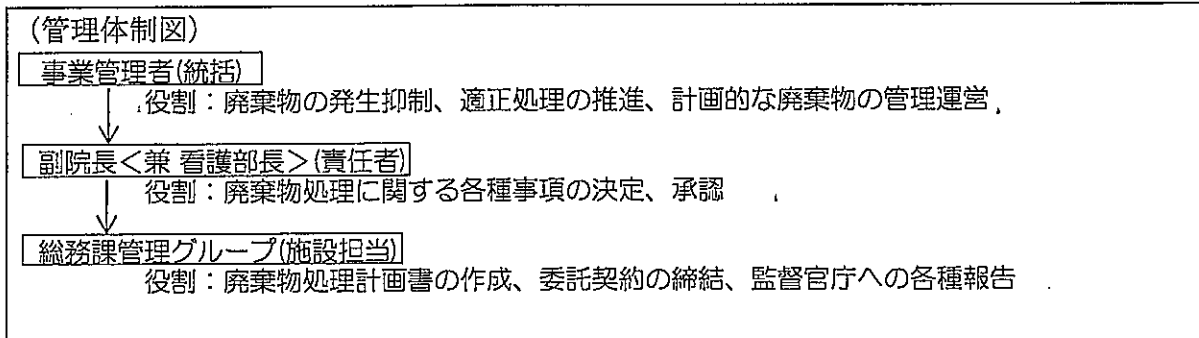 （管理体制図）
事業管理者(統括)
役割：廃棄物の発生抑制、適正処理の推進、計画的な廃棄物の管理運営
副院長＜兼 看護部長＞(責任者)
役割：廃棄物処理に関する各種事項の決定、承認
総務課管理グループ(施設担当)
役割：廃棄物処理計画書の作成、委託契約の締結、監督官庁への各種報告